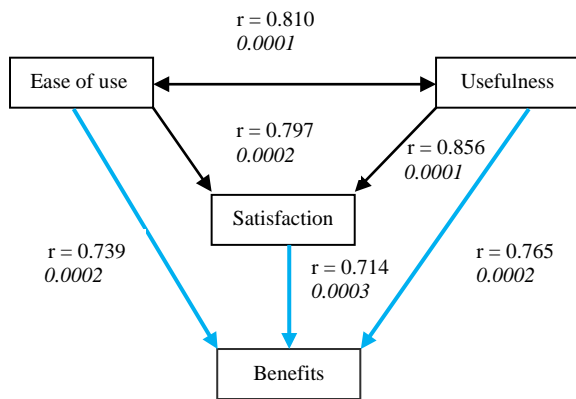 r = 0.810
0.0001
Ease of use
Usefulness
r = 0.797
0.0002
r = 0.856
0.0001
Satisfaction
r = 0.739
0.0002
r = 0.714
0.0003
r = 0.765
0.0002
Benefits